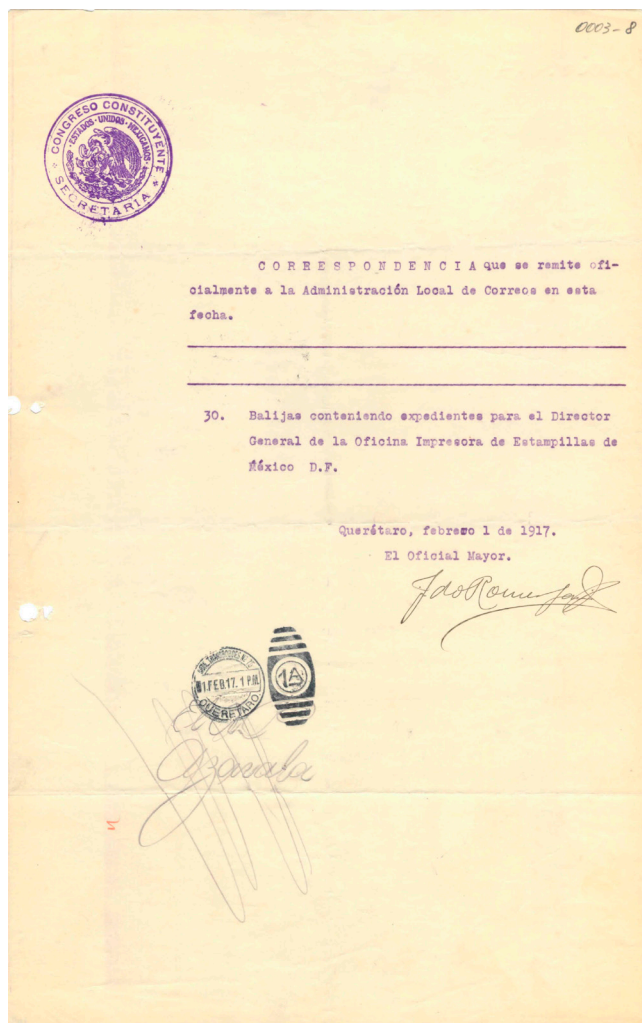 0003-8
CONGRESO CONSTITUYENTE
ESTADOS·UNIDOS·MEXICANOS
SECRETARIA
CORRESPONDENCIA que se remite ofi-
cialmente a la Administración Local de Correos en esta
fecha.
30. Balijas conteniendo expedientes para el Director
General de la Oficina Impresora de Estampillas de
México D.F.
Querétaro, febrero 1 de 1917.
El Oficial Mayor.
1.FEB.17. 1 P.M.
QUERETARO
1A